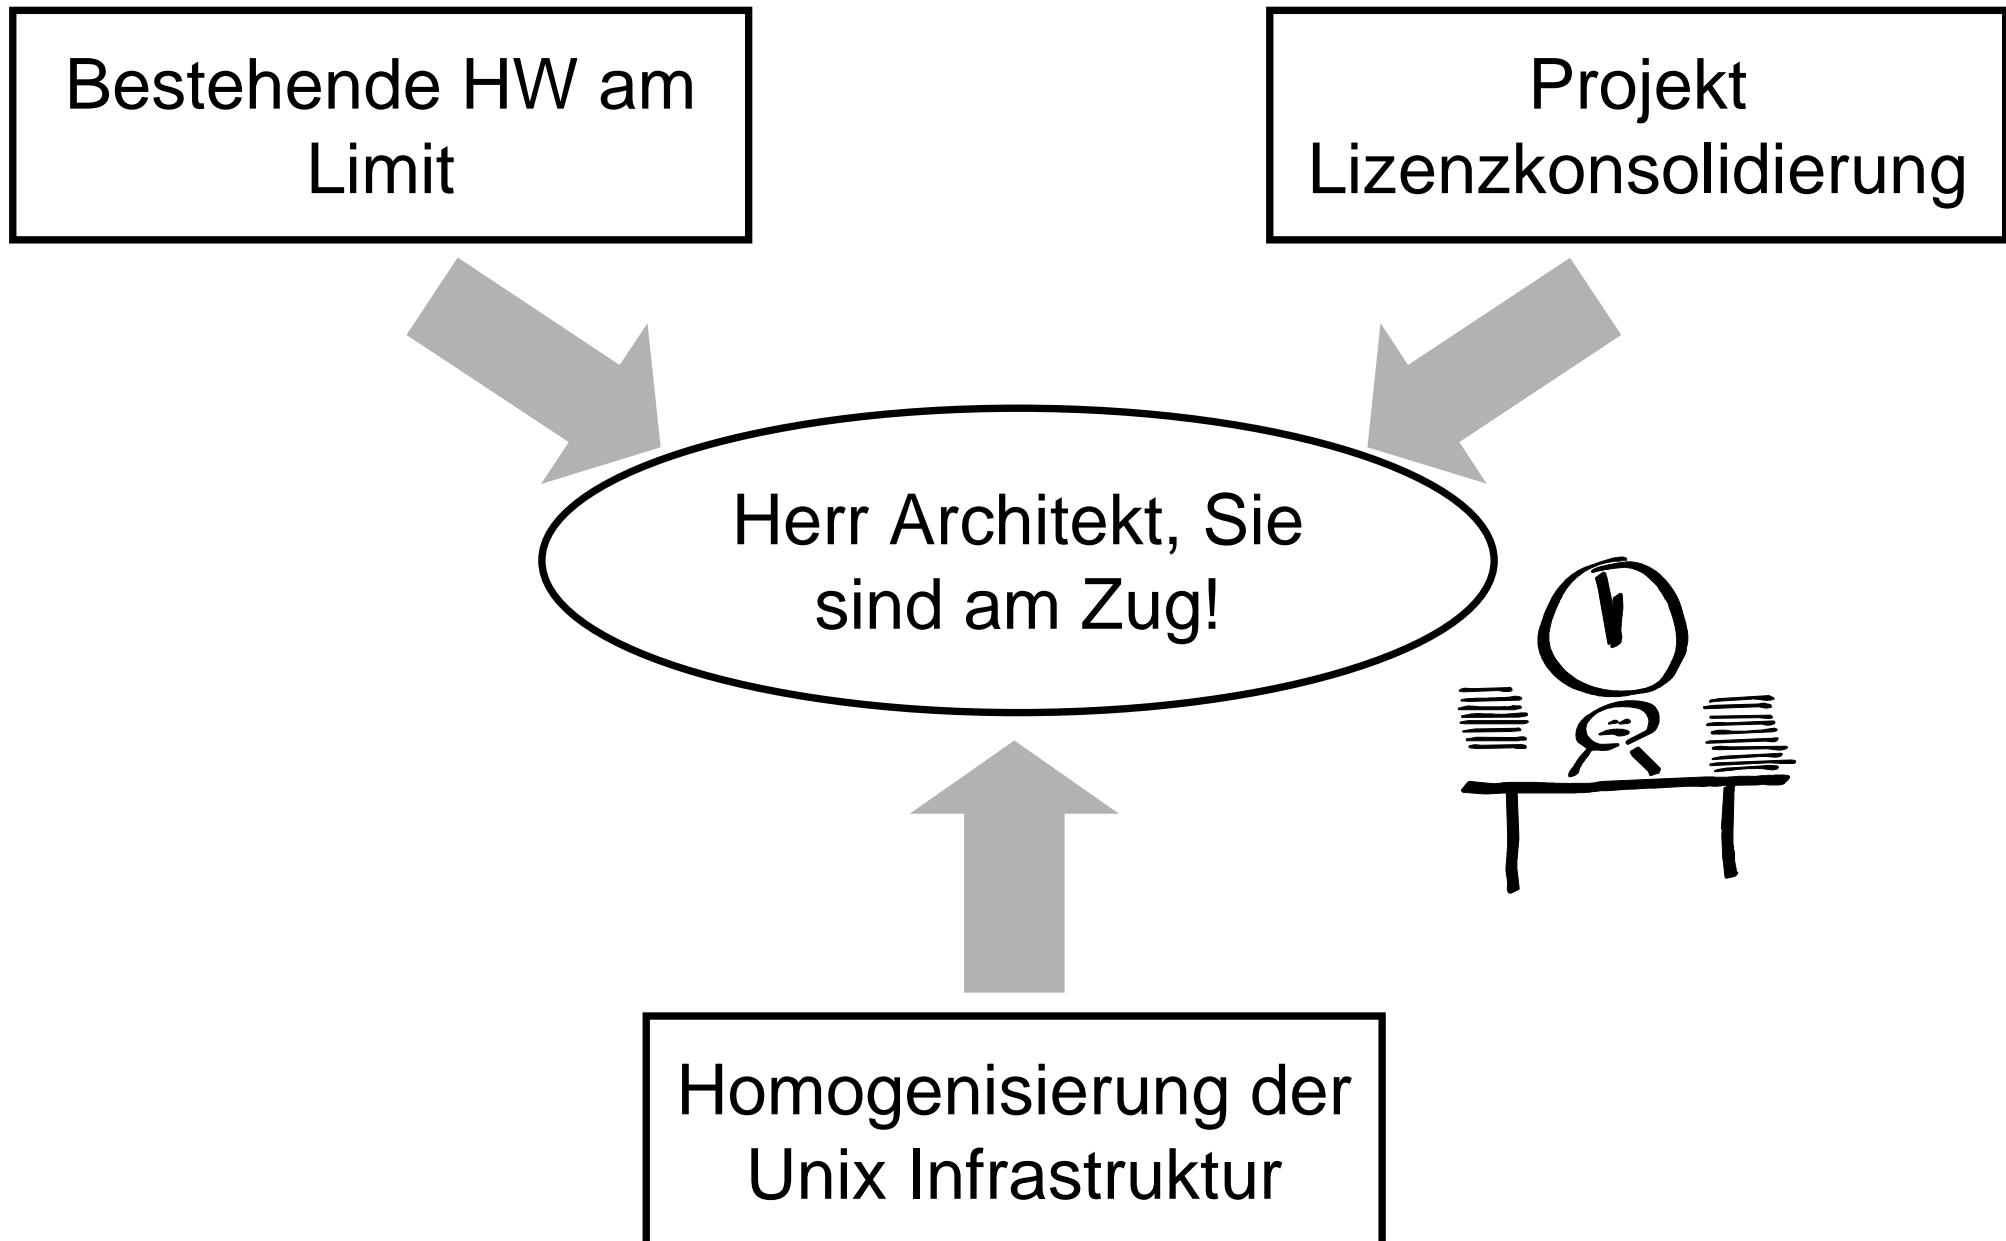 Bestehende HW am
Limit
Projekt
Lizenzkonsolidierung
Herr Architekt, Sie
sind am Zug!
Homogenisierung der
Unix Infrastruktur